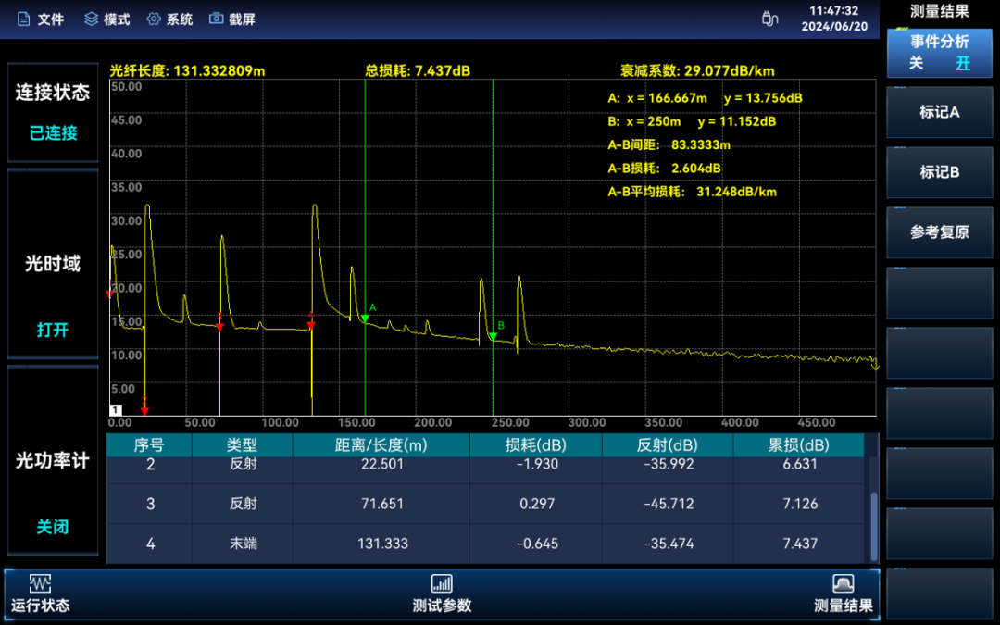 文件 模式 系统 截屏 11:47:32
2024/06/20
测量结果
事件分析
关 开
标记A
标记B
参考复原
连接状态
已连接
光时域
打开
光功率计
关闭
光纤长度: 131.332809m 总损耗: 7.437dB 衰减系数: 29.077dB/km
A: x = 166.667m y = 13.756dB
B: x = 250m y = 11.152dB
A-B间距: 83.3333m
A-B损耗: 2.604dB
A-B平均损耗: 31.248dB/km
50.00
45.00
40.00
35.00
30.00
25.00
20.00
15.00
10.00
5.00
A
B
1
0.00 50.00 100.00 150.00 200.00 250.00 300.00 350.00 400.00 450.00
序号 类型 距离/长度(m) 损耗(dB) 反射(dB) 累损(dB)
2 反射 22.501 -1.930 -35.992 6.631
3 反射 71.651 0.297 -45.712 7.126
4 末端 131.333 -0.645 -35.474 7.437
运行状态 测试参数 测量结果